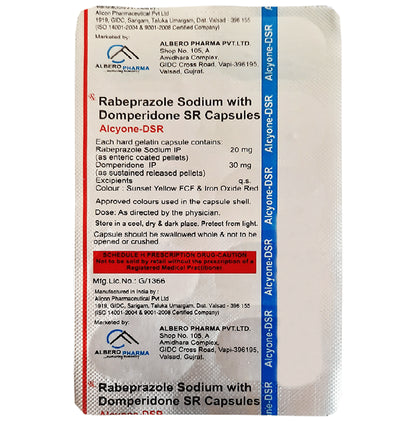 Alicon Pharmaceutical Pvt Ltd
1919, GIDC, Sarigam, Taluka Umargam, Dist. Valsad - 396 155
(ISO 14001-2004 & 9001-2008 Certified Company)
Marketed by:
ALBERO PHARMA PVT.LTD.
Shop No. 105, A
Amidhara Complex,
GIDC Cross Road, Vapi-396195,
Valsad, Gujrat.
ALBERO PHARMA
Rabeprazole Sodium with
Domperidone SR Capsules
Alcyone-DSR
Each hard gelatin capsule contains:
Rabeprazole Sodium IP 20 mg
(as enteric coated pellets)
Domperidone IP 30 mg
(as sustained released pellets)
Excipients q.s.
Colour : Sunset Yellow FCF & Iron Oxide Red
Approved colours used in the capsule shell.
Dose: As directed by the physician.
Store in a cool, dry & dark place. Protect from light.
Capsule should be swallowed whole & not to be
opened or crushed.
SCHEDULE H PRESCRIPTION DRUG-CAUTION
Not to be sold by retail without the prescription of a
Registered Medical Practitioner
Mfg.Lic.No.: G/1366
Manufactured in India by :
Alicon Pharmaceutical Pvt Ltd
1919, GIDC, Sarigam, Taluka Umargam, Dist. Valsad - 396 155
(ISO 14001-2004 & 9001-2008 Certified Company)
Marketed by:
ALBERO PHARMA PVT.LTD.
Shop No. 105, A
Amidhara Complex,
GIDC Cross Road, Vapi-396195,
Valsad, Gujrat.
ALBERO PHARMA
Rabeprazole Sodium with
Domperidone SR Capsules
Alcyone-DSR
Alcyone-DSR
Alcyone-DSR
Alcyone-DSR
Alcyone-DSR
Alcyone-DSR